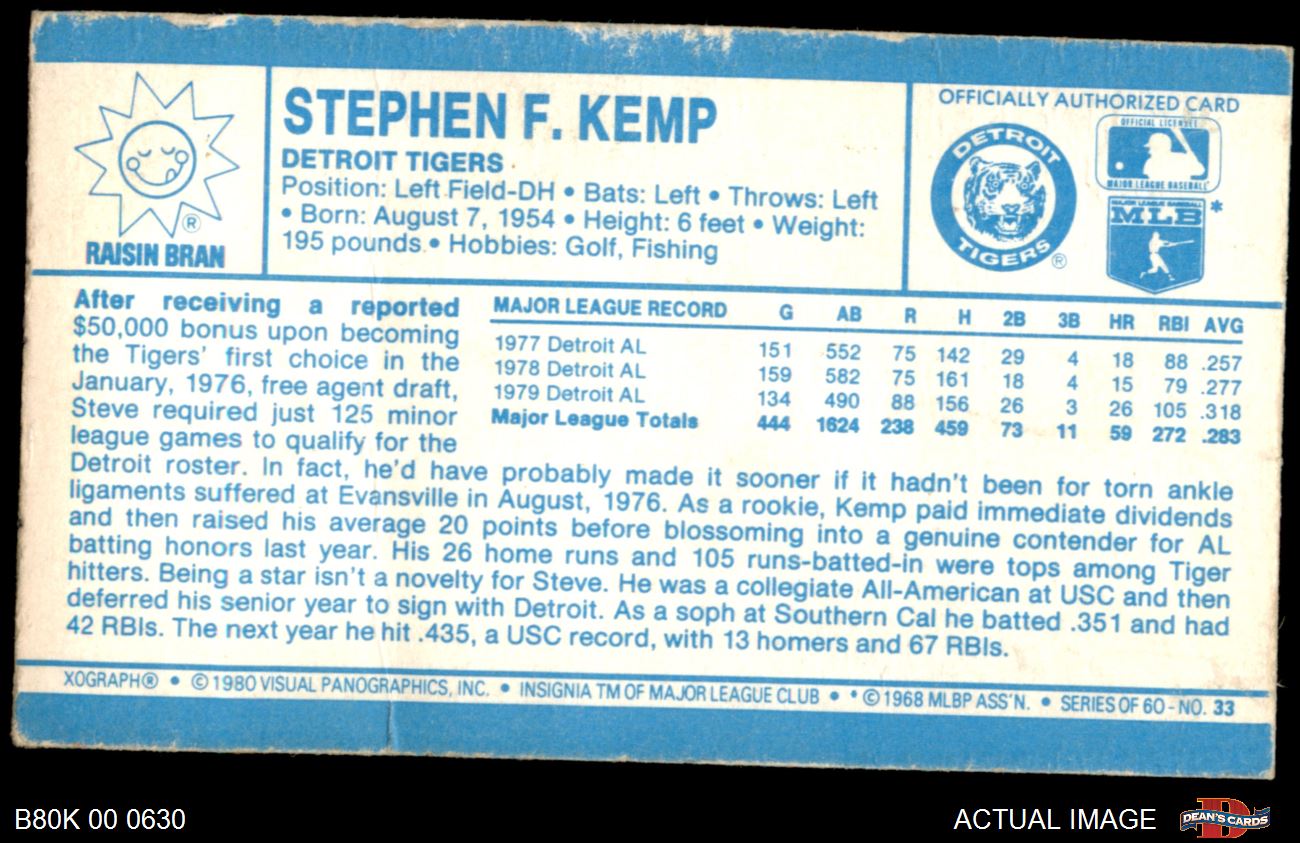 STEPHEN F. KEMP
DETROIT TIGERS
Position: Left Field-DH • Bats: Left • Throws: Left
• Born: August 7, 1954 • Height: 6 feet • Weight:
195 pounds • Hobbies: Golf, Fishing
®
RAISIN BRAN
OFFICIALLY AUTHORIZED CARD
DETROIT
TIGERS
®
OFFICIAL LICENSEE
MAJOR LEAGUE BASEBALL
MAJOR LEAGUE BASEBALL
MLB *
After receiving a reported
$50,000 bonus upon becoming
the Tigers' first choice in the
January, 1976, free agent draft,
Steve required just 125 minor
league games to qualify for the
Detroit roster. In fact, he'd have probably made it sooner if it hadn't been for torn ankle
ligaments suffered at Evansville in August, 1976. As a rookie, Kemp paid immediate dividends
and then raised his average 20 points before blossoming into a genuine contender for AL
batting honors last year. His 26 home runs and 105 runs-batted-in were tops among Tiger
hitters. Being a star isn't a novelty for Steve. He was a collegiate All-American at USC and then
deferred his senior year to sign with Detroit. As a soph at Southern Cal he batted .351 and had
42 RBIs. The next year he hit .435, a USC record, with 13 homers and 67 RBIs.
MAJOR LEAGUE RECORD G AB R H 2B 3B HR RBI AVG
1977 Detroit AL 151 552 75 142 29 4 18 88 .257
1978 Detroit AL 159 582 75 161 18 4 15 79 .277
1979 Detroit AL 134 490 88 156 26 3 26 105 .318
Major League Totals 444 1624 238 459 73 11 59 272 .283
XOGRAPH® • © 1980 VISUAL PANOGRAPHICS, INC. • INSIGNIA TM OF MAJOR LEAGUE CLUB • * © 1968 MLBP ASS'N. • SERIES OF 60 - NO. 33
B80K 00 0630
ACTUAL IMAGE
DEAN'S CARDS